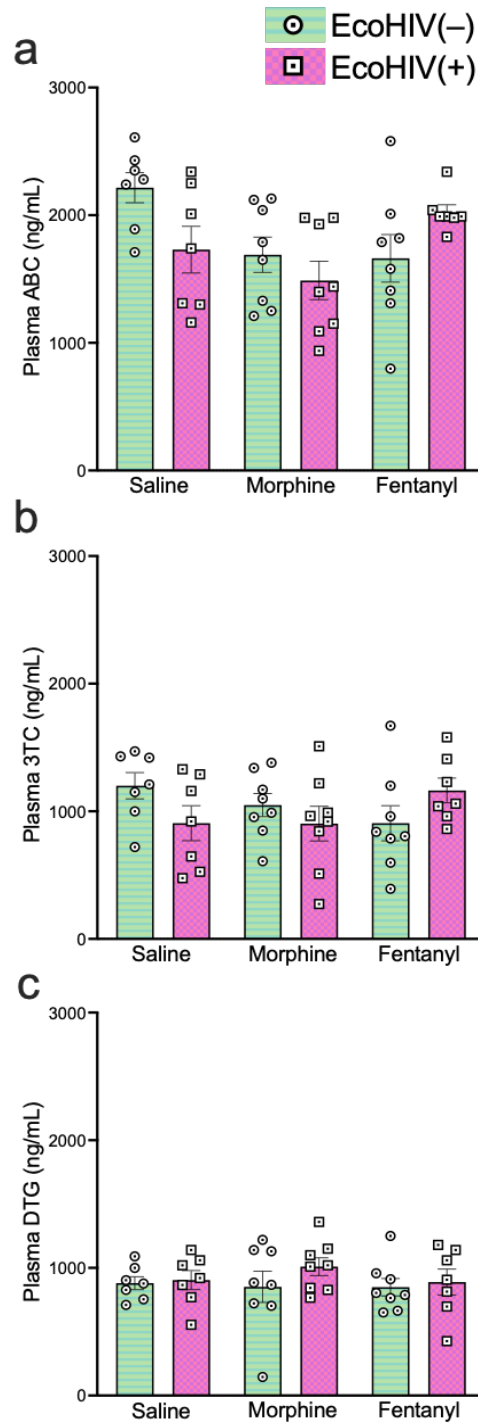 EcoHIV(–)
EcoHIV(+)
a
Plasma ABC (ng/mL)
3000
2000
1000
0
Saline Morphine Fentanyl
b
Plasma 3TC (ng/mL)
3000
2000
1000
0
Saline Morphine Fentanyl
c
Plasma DTG (ng/mL)
3000
2000
1000
0
Saline Morphine Fentanyl